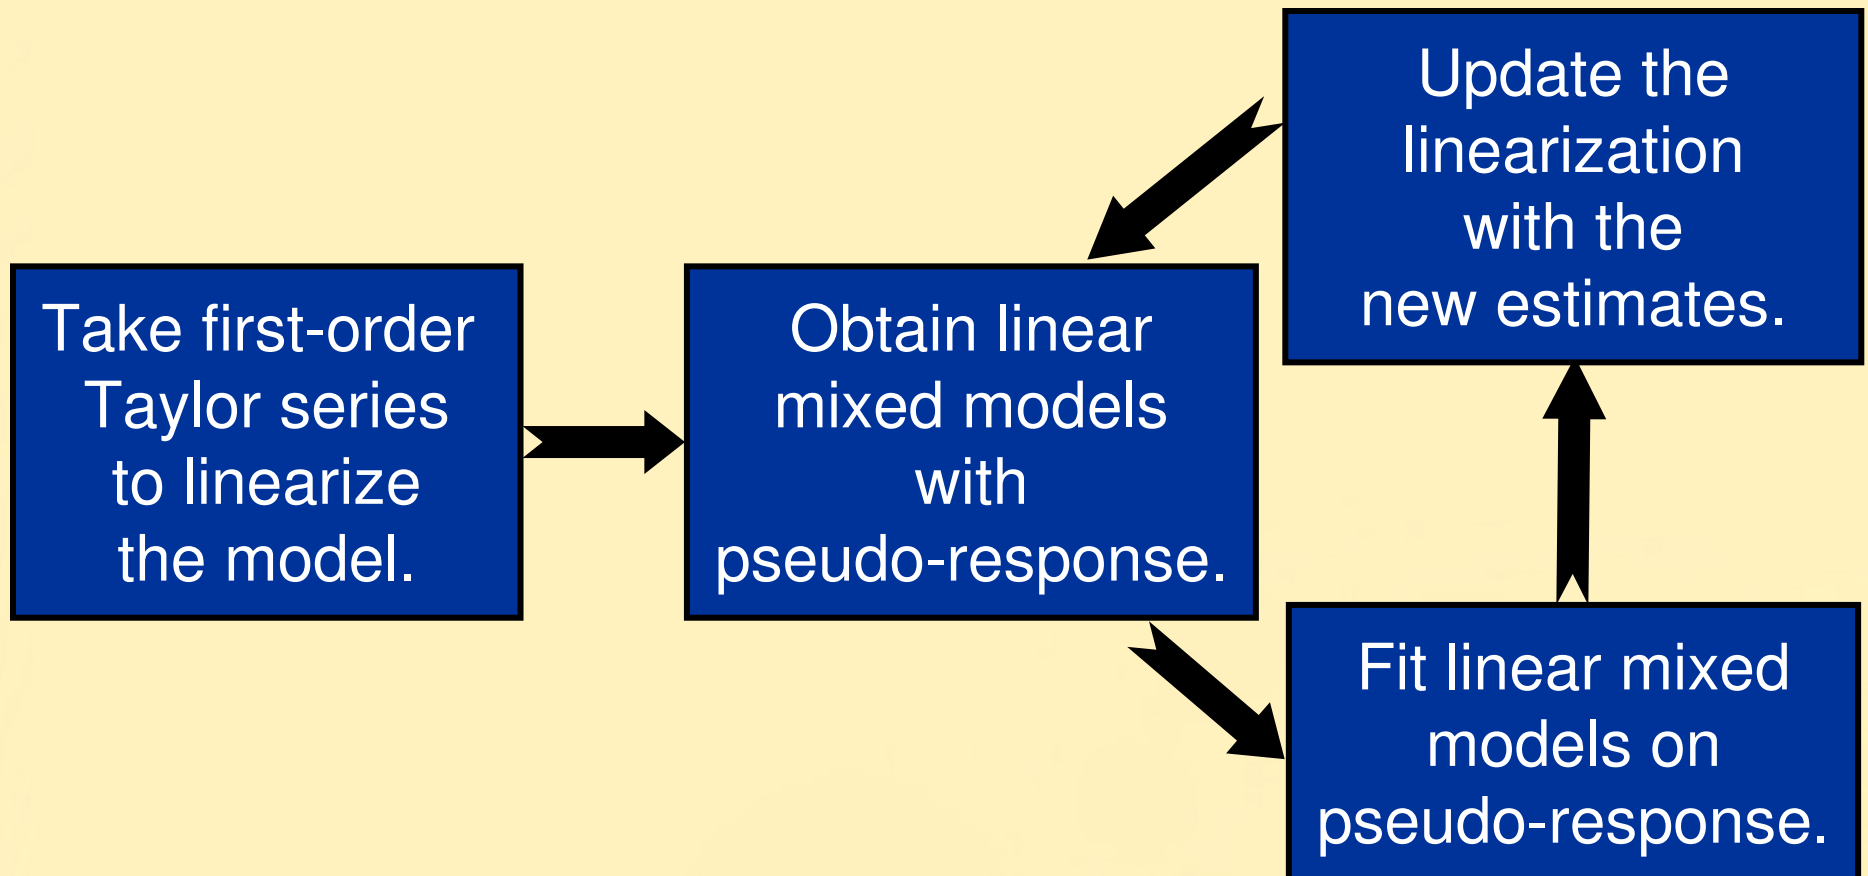 Take first-order
Taylor series
to linearize
the model.
Obtain linear
mixed models
with
pseudo-response.
Update the
linearization
with the
new estimates.
Fit linear mixed
models on
pseudo-response.